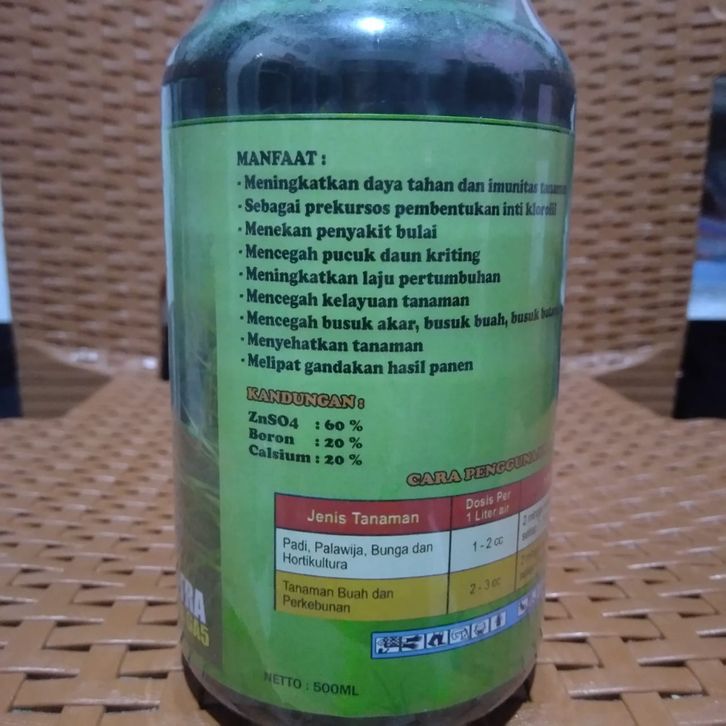 MANFAAT :
· Meningkatkan daya tahan dan imunitas tanaman
· Sebagai prekursos pembentukan inti klorofil
· Menekan penyakit bulai
· Mencegah pucuk daun kriting
· Meningkatkan laju pertumbuhan
· Mencegah kelayuan tanaman
· Mencegah busuk akar, busuk buah, busuk
· Menyehatkan tanaman
· Melipat gandakan hasil panen
KANDUNGAN :
ZnSO4 : 60 %
Boron : 20 %
Calsium : 20 %
CARA
Jenis Tanaman
Dosis Per
1 Liter air
Padi, Palawija, Bunga dan
Hortikultura
1 - 2 cc
Tanaman Buah dan
Perkebunan
2 - 3 cc
NETTO : 500ML